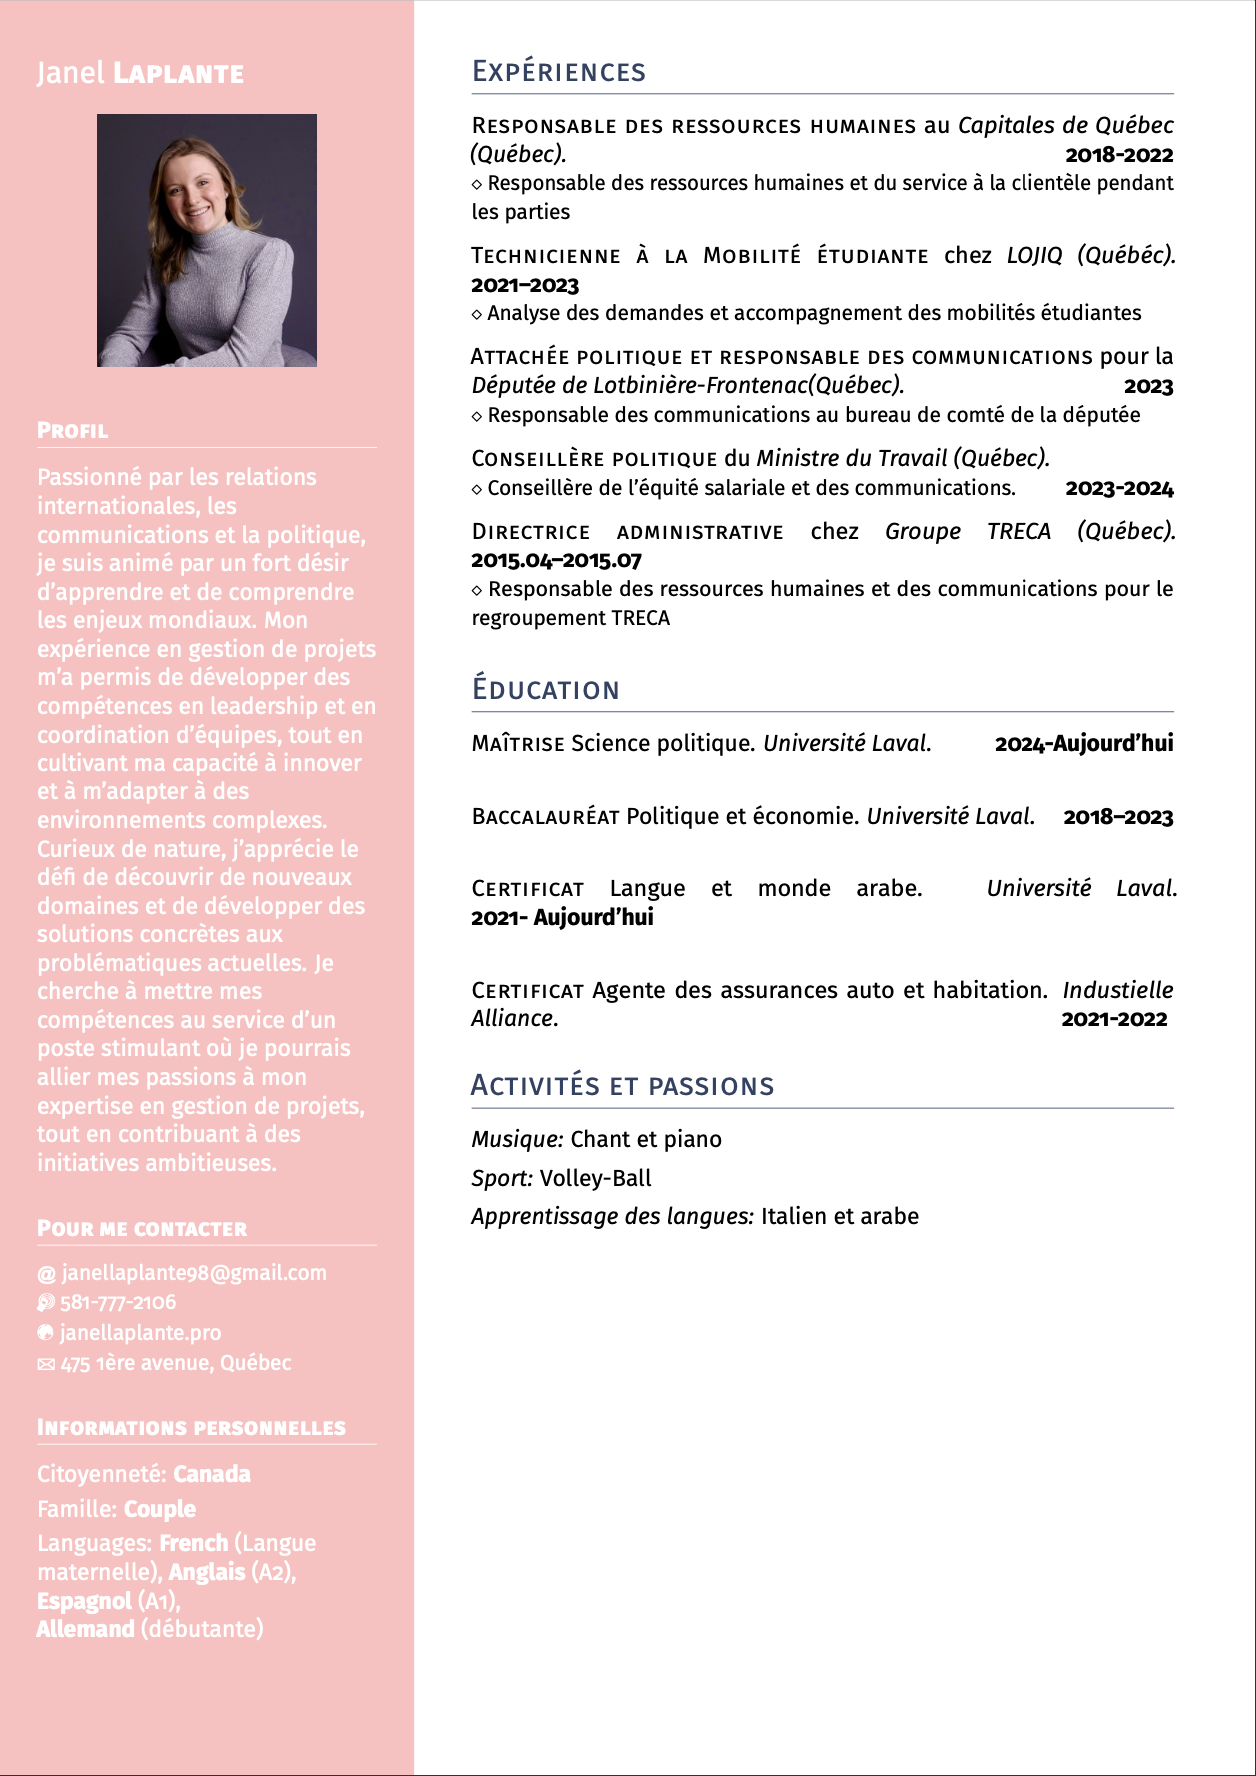 Janel LAPLANTE
PROFIL
Passionné par les relations
internationales, les
communications et la politique,
je suis animé par un fort désir
d’apprendre et de comprendre
les enjeux mondiaux. Mon
expérience en gestion de projets
m’a permis de développer des
compétences en leadership et en
coordination d’équipes, tout en
cultivant ma capacité à innover
et à m’adapter à des
environnements complexes.
Curieux de nature, j’apprécie le
défi de découvrir de nouveaux
domaines et de développer des
solutions concrètes aux
problématiques actuelles. Je
cherche à mettre mes
compétences au service d’un
poste stimulant où je pourrais
allier mes passions à mon
expertise en gestion de projets,
tout en contribuant à des
initiatives ambitieuses.
POUR ME CONTACTER
@ janellaplante98@gmail.com
581-777-2106
janellaplante.pro
475 1ère avenue, Québec
INFORMATIONS PERSONNELLES
Citoyenneté: Canada
Famille: Couple
Languages: French (Langue
maternelle), Anglais (A2),
Espagnol (A1),
Allemand (débutante)
EXPÉRIENCES
RESPONSABLE DES RESSOURCES HUMAINES au Capitales de Québec
(Québec). 2018-2022
⋄ Responsable des ressources humaines et du service à la clientèle pendant
les parties
TECHNICIENNE À LA MOBILITÉ ÉTUDIANTE chez LOJIQ (Québéc).
2021–2023
⋄ Analyse des demandes et accompagnement des mobilités étudiantes
ATTACHÉE POLITIQUE ET RESPONSABLE DES COMMUNICATIONS pour la
Députée de Lotbinière-Frontenac(Québec). 2023
⋄ Responsable des communications au bureau de comté de la députée
CONSEILLÈRE POLITIQUE du Ministre du Travail (Québec).
⋄ Conseillère de l’équité salariale et des communications. 2023-2024
DIRECTRICE ADMINISTRATIVE chez Groupe TRECA (Québec).
2015.04–2015.07
⋄ Responsable des ressources humaines et des communications pour le
regroupement TRECA
ÉDUCATION
MAÎTRISE Science politique. Université Laval. 2024-Aujourd’hui
BACCALAURÉAT Politique et économie. Université Laval. 2018–2023
CERTIFICAT Langue et monde arabe. Université Laval.
2021- Aujourd’hui
CERTIFICAT Agente des assurances auto et habitation. Industielle
Alliance. 2021-2022
ACTIVITÉS ET PASSIONS
Musique: Chant et piano
Sport: Volley-Ball
Apprentissage des langues: Italien et arabe